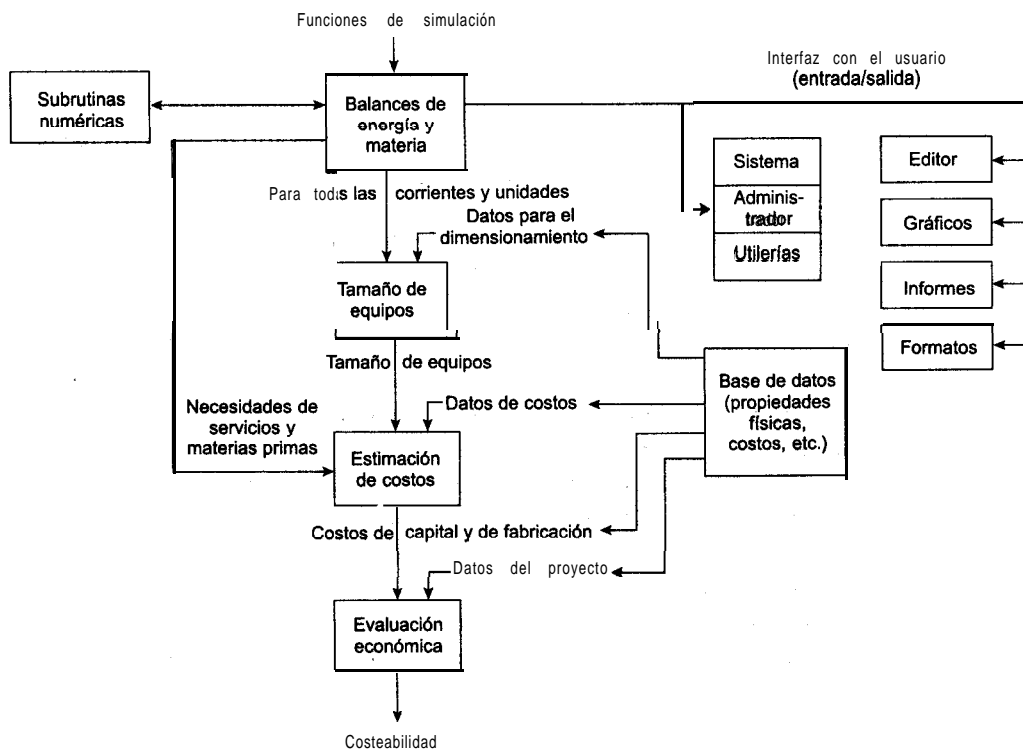 Funciones de simulación
Interfaz con el usuario
(entrada/salida)
Subrutinas
numéricas
Balances de
energía y
materia
Sistema
Adminis-
trador
Utilerías
Editor
Gráficos
Informes
Formatos
Para todas las corrientes y unidades
Datos para el
dimensionamiento
Tamaño de
equipos
Tamaño de equipos
Base de datos
(propiedades
físicas,
costos, etc.)
Necesidades de
servicios y
materias primas
Datos de costos
Estimación
de costos
Costos de capital y de fabricación
Datos del proyecto
Evaluación
económica
Costeabilidad